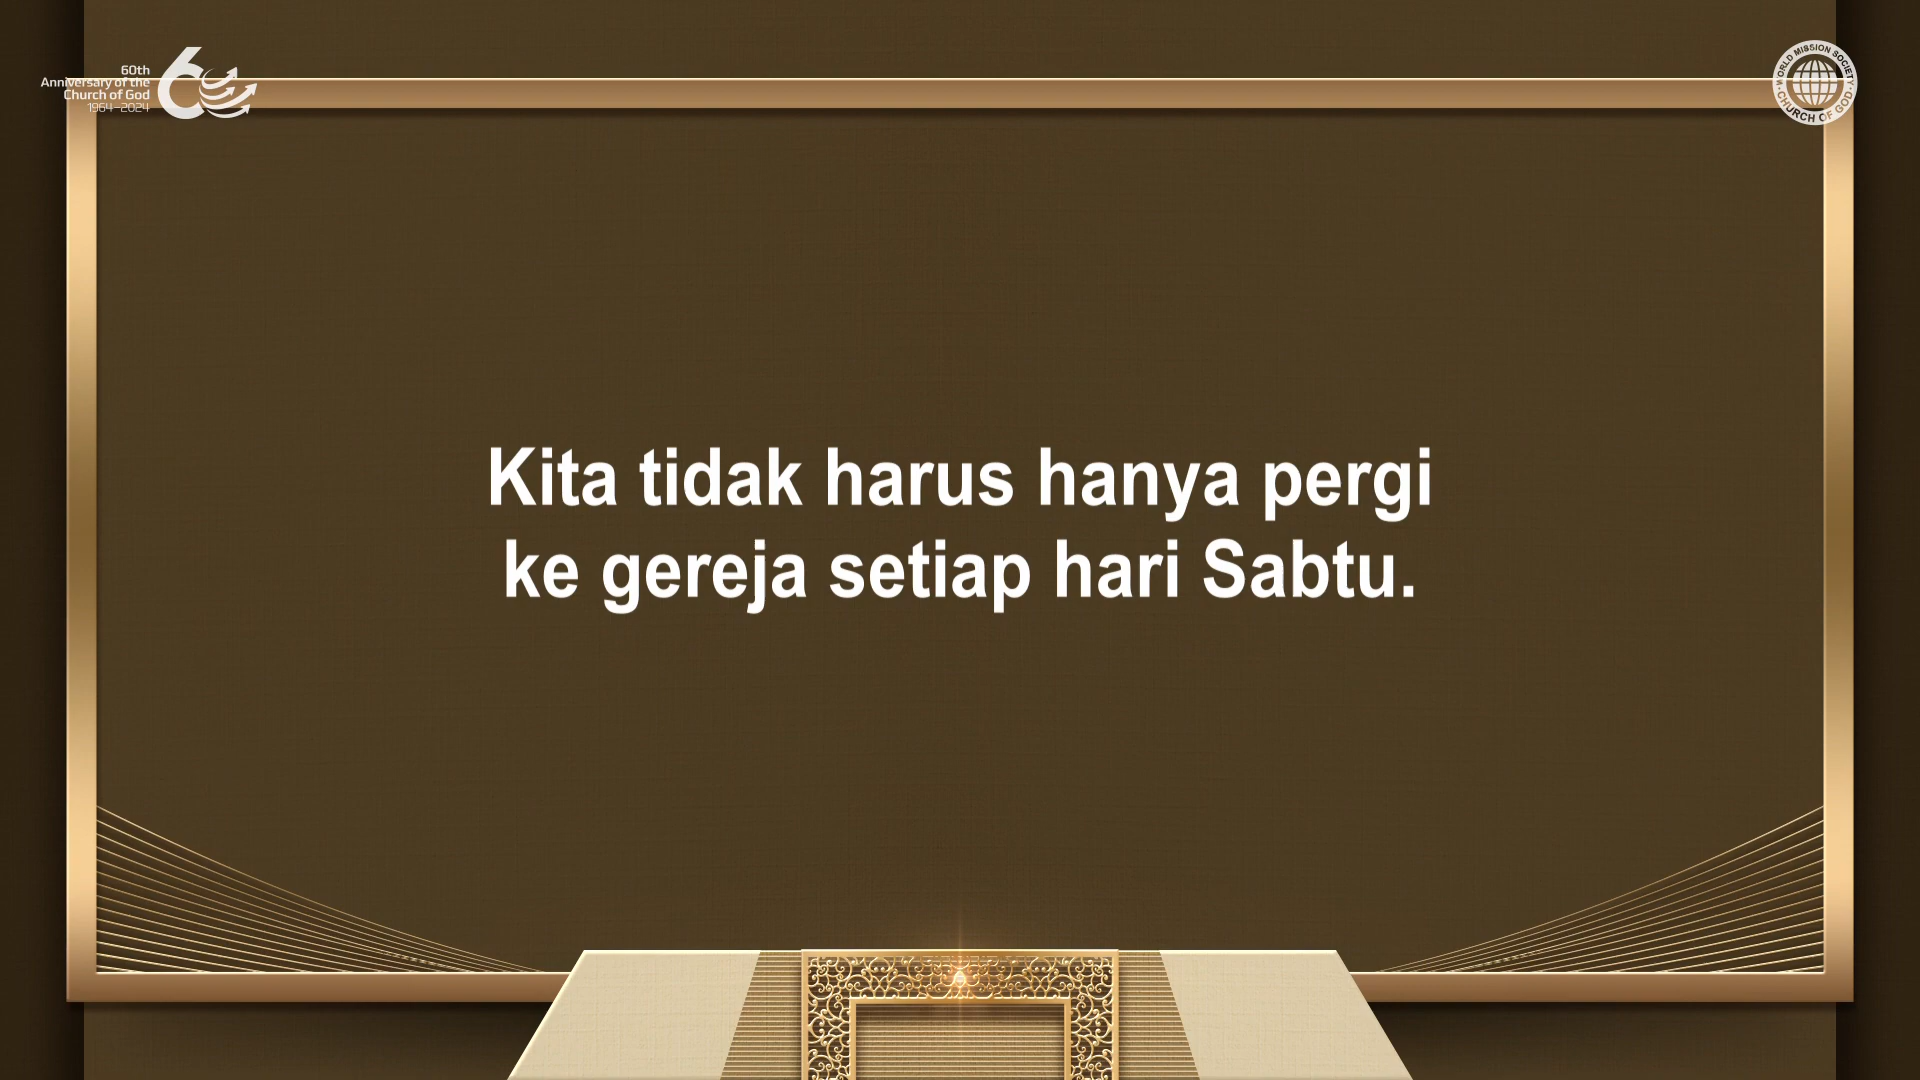 60th
Anniversary of the
Church of God
1964–2024
60
WORLD MISSION SOCIETY
CHURCH OF GOD
Kita tidak harus hanya pergi
ke gereja setiap hari Sabtu.